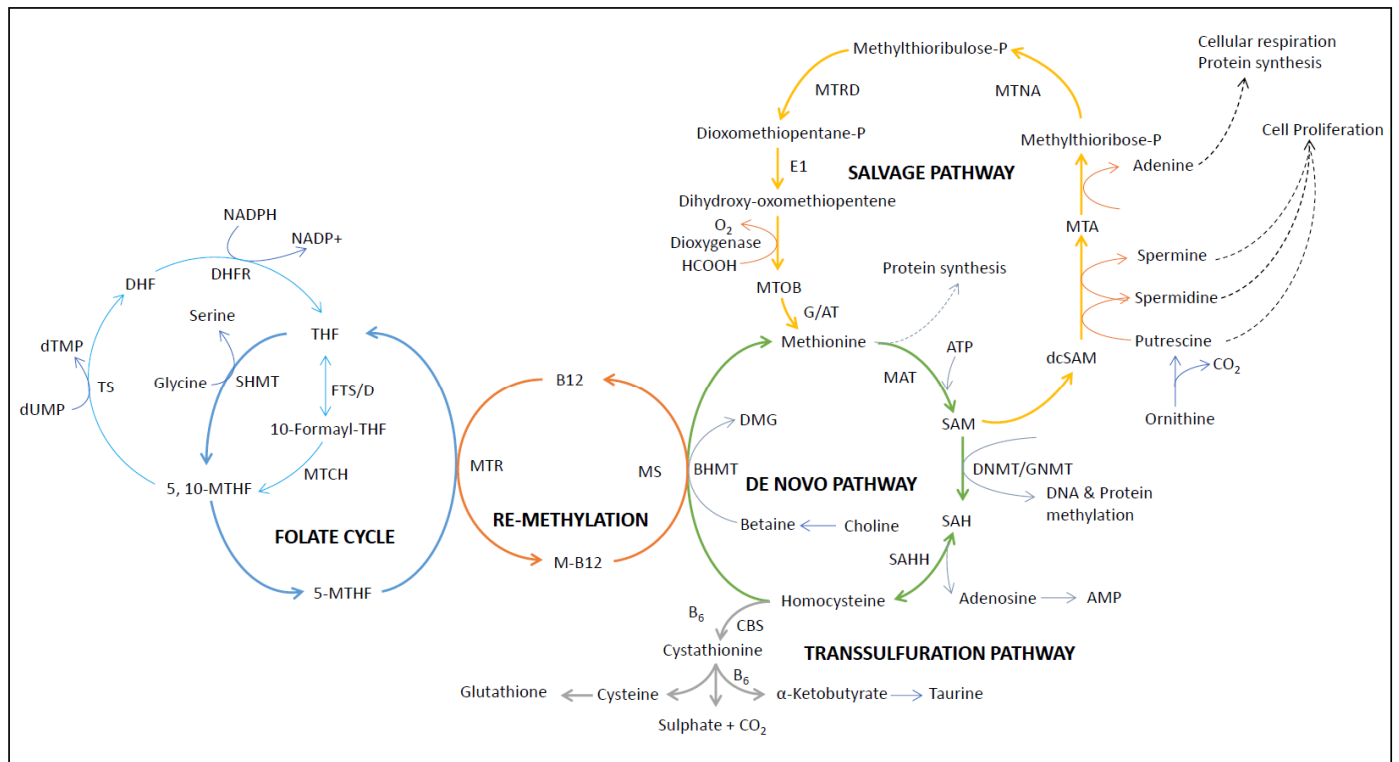 Cellular respiration
Protein synthesis
Methylthioribulose-P
MTRD
MTNA
Dioxomethiopentane-P
Methylthioribose-P
Cell Proliferation
E1
SALVAGE PATHWAY
Adenine
Dihydroxy-oxomethiopentene
NADPH
O₂
MTA
NADP+
Dioxygenase
HCOOH
Spermine
DHFR
DHF
Protein synthesis
MTOB
Spermidine
Serine
G/AT
THF
Methionine
ATP
Putrescine
dTMP
dcSAM
CO₂
MAT
Glycine
SHMT
B12
TS
FTS/D
dUMP
Ornithine
DMG
SAM
10-Formayl-THF
MTR
MS
BHMT
DNMT/GNMT
MTCH
DE NOVO PATHWAY
5, 10-MTHF
DNA & Protein
methylation
RE-METHYLATION
Betaine
Choline
SAH
FOLATE CYCLE
M-B12
SAHH
5-MTHF
Homocysteine
Adenosine
AMP
B₆
CBS
Cystathionine
TRANSSULFURATION PATHWAY
B₆
Glutathione
Cysteine
α-Ketobutyrate
Taurine
Sulphate + CO₂